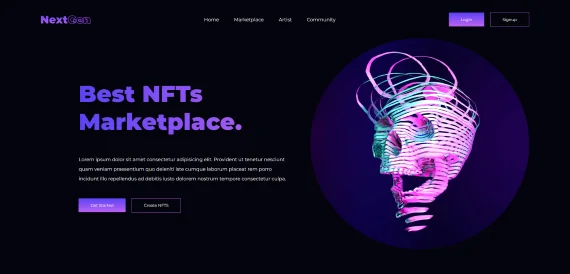 NextGen
Home Marketplace Artist Community
Login Signup
Best NFTs
Marketplace.
Lorem ipsum dolor sit amet consectetur adipisicing elit. Provident ut tenetur nesciunt
quam veniam praesentium quo deleniti iste cumque laborum placeat rem porro
incidunt illo repellendus ad debitis iusto dolorem nostrum tempore consectetur culpa.
Get Started Create NFTS